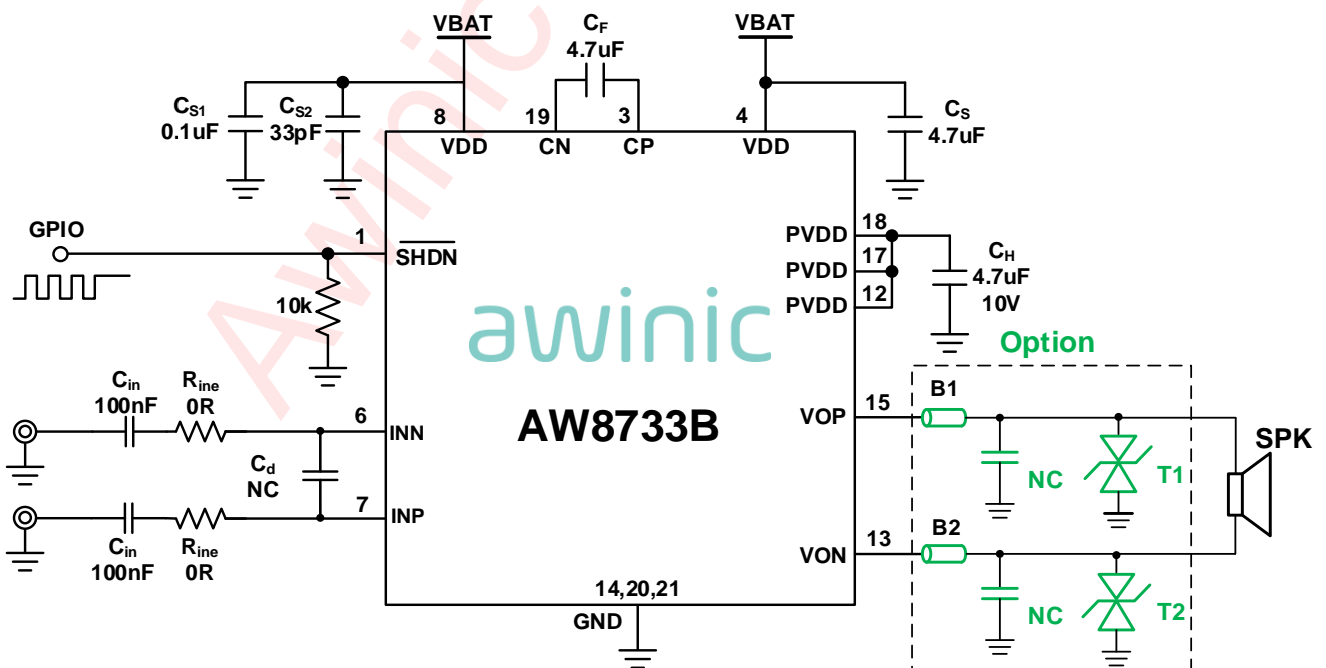 VBAT
CF
4.7uF
VBAT
CS1
0.1uF
CS2
33pF
8
19
3
4
CS
4.7uF
VDD
CN
CP
VDD
GPIO
1
SHDN
10k
PVDD
18
PVDD
17
PVDD
12
CH
4.7uF
10V
Awinic
awinic
AW8733B
Option
Cin
100nF
Rine
0R
6
INN
Cd
NC
7
INP
Cin
100nF
Rine
0R
VOP
15
B1
NC
T1
SPK
VON
13
B2
NC
T2
14,20,21
GND